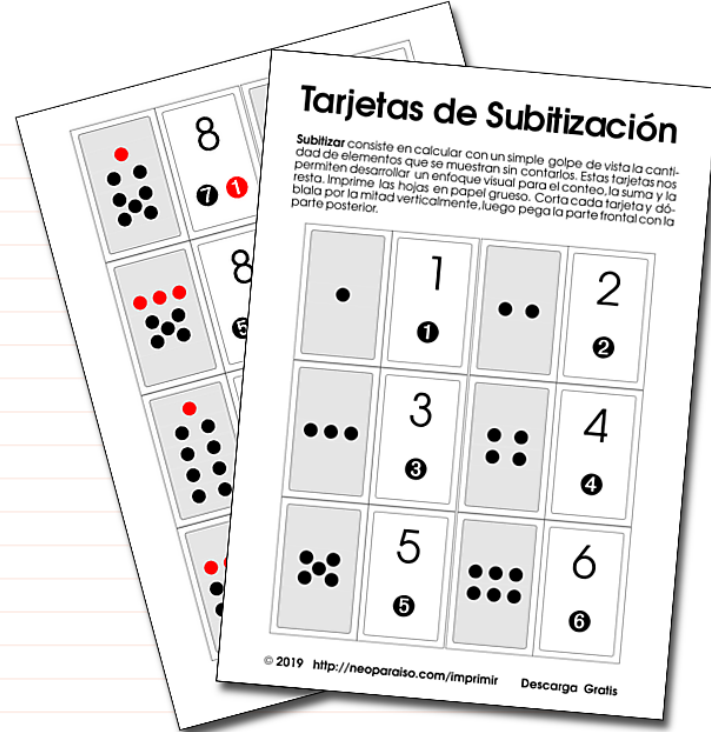 Tarjetas de Subitización
Subitizar consiste en calcular con un simple golpe de vista la canti-
dad de elementos que se muestran sin contarlos. Estas tarjetas nos
permiten desarrollar un enfoque visual para el conteo, la suma y la
resta. Imprime las hojas en papel grueso. Corta cada tarjeta y dó-
blala por la mitad verticalmente, luego pega la parte frontal con la
parte posterior.
1 2
1 2
3 4
3 4
5 6
5 6
© 2019 http://neoparaiso.com/imprimir Descarga Gratis
8
7 1
8
5